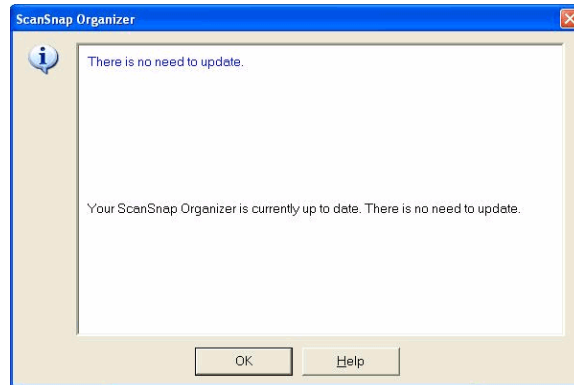 ScanSnap Organizer
There is no need to update.
Your ScanSnap Organizer is currently up to date. There is no need to update.
OK
Help